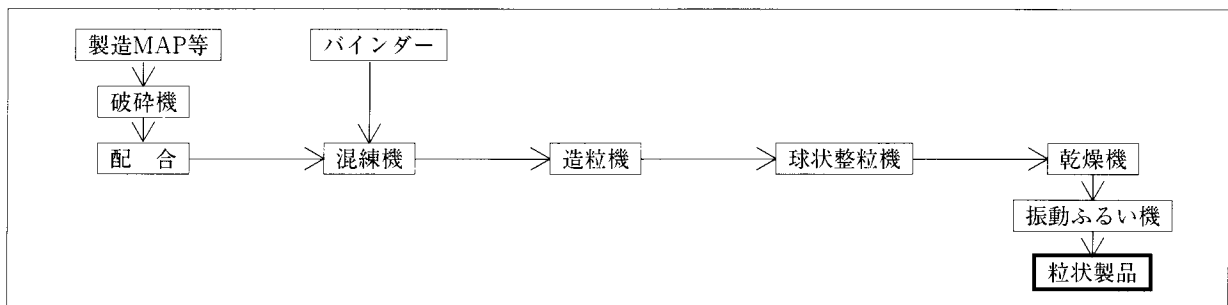 製造MAP等
バインダー
破砕機
配　合
混練機
造粒機
球状整粒機
乾燥機
振動ふるい機
粒状製品